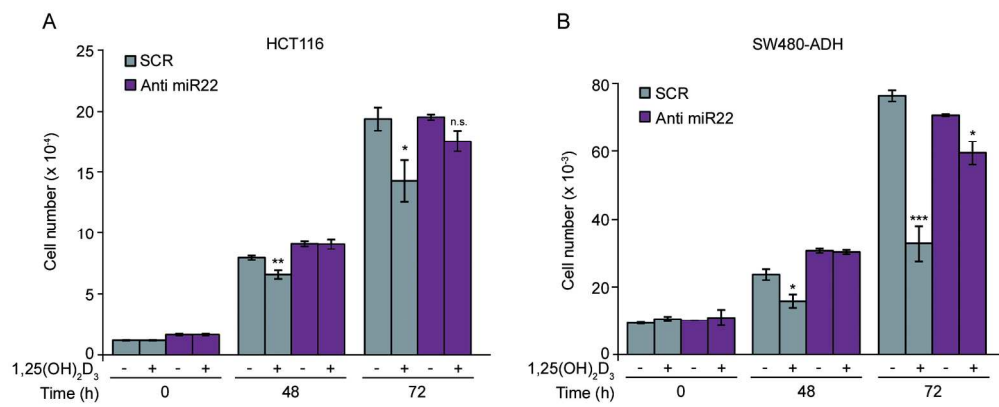 A
HCT116
SCR
Anti miR22
Cell number (x 10⁻⁴)
25
20
15
10
5
0
**
*
n.s.
1,25(OH)₂D₃ - + - + - + - + - + - +
Time (h) 0 48 72
B
SW480-ADH
SCR
Anti miR22
Cell number (x 10⁻³)
80
60
40
20
0
*
***
*
1,25(OH)₂D₃ - + - + - + - + - + - +
Time (h) 0 48 72